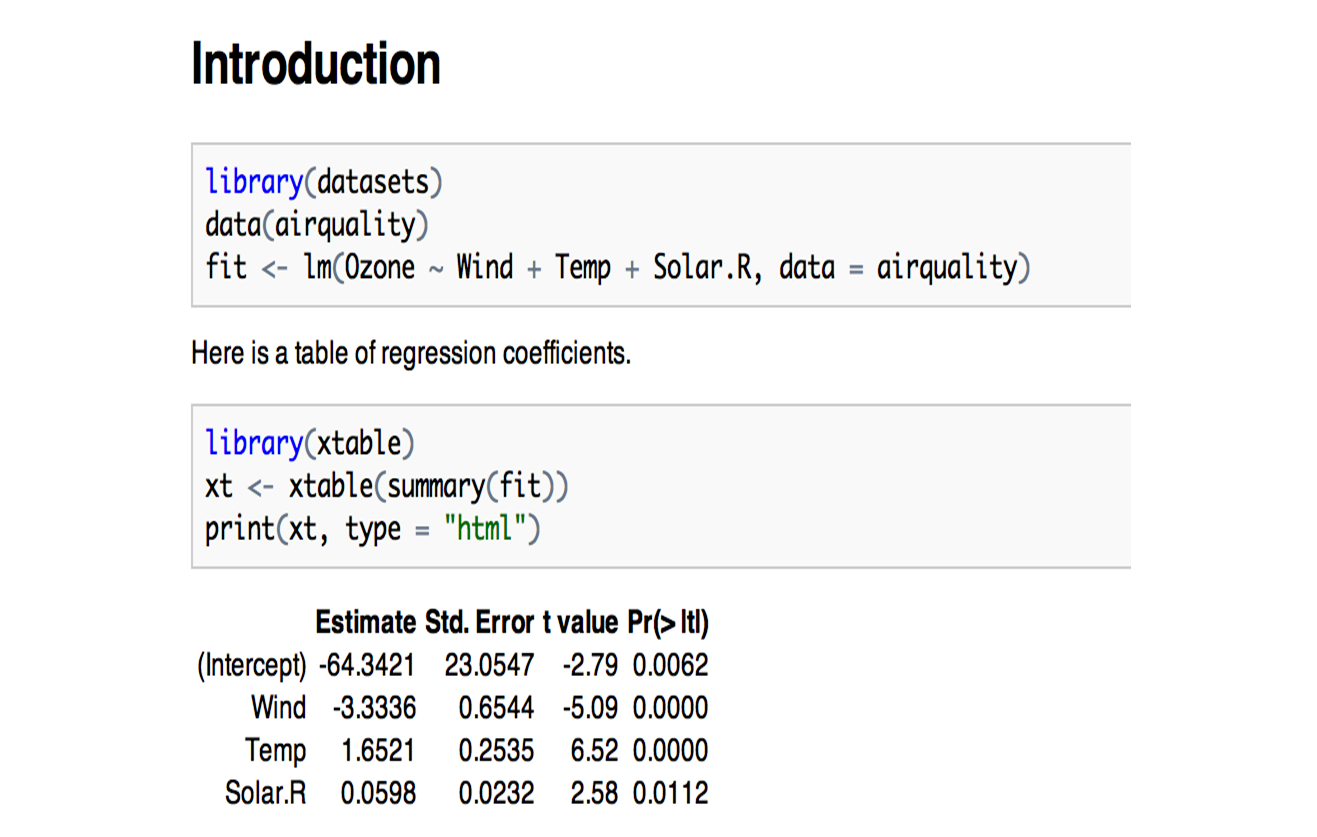 Introduction
library(datasets)
data(airquality)
fit <- lm(Ozone ~ Wind + Temp + Solar.R, data = airquality)
Here is a table of regression coefficients.
library(xtable)
xt <- xtable(summary(fit))
print(xt, type = "html")
Estimate Std. Error t value Pr(>|t|)
(Intercept) -64.3421 23.0547 -2.79 0.0062
Wind -3.3336 0.6544 -5.09 0.0000
Temp 1.6521 0.2535 6.52 0.0000
Solar.R 0.0598 0.0232 2.58 0.0112